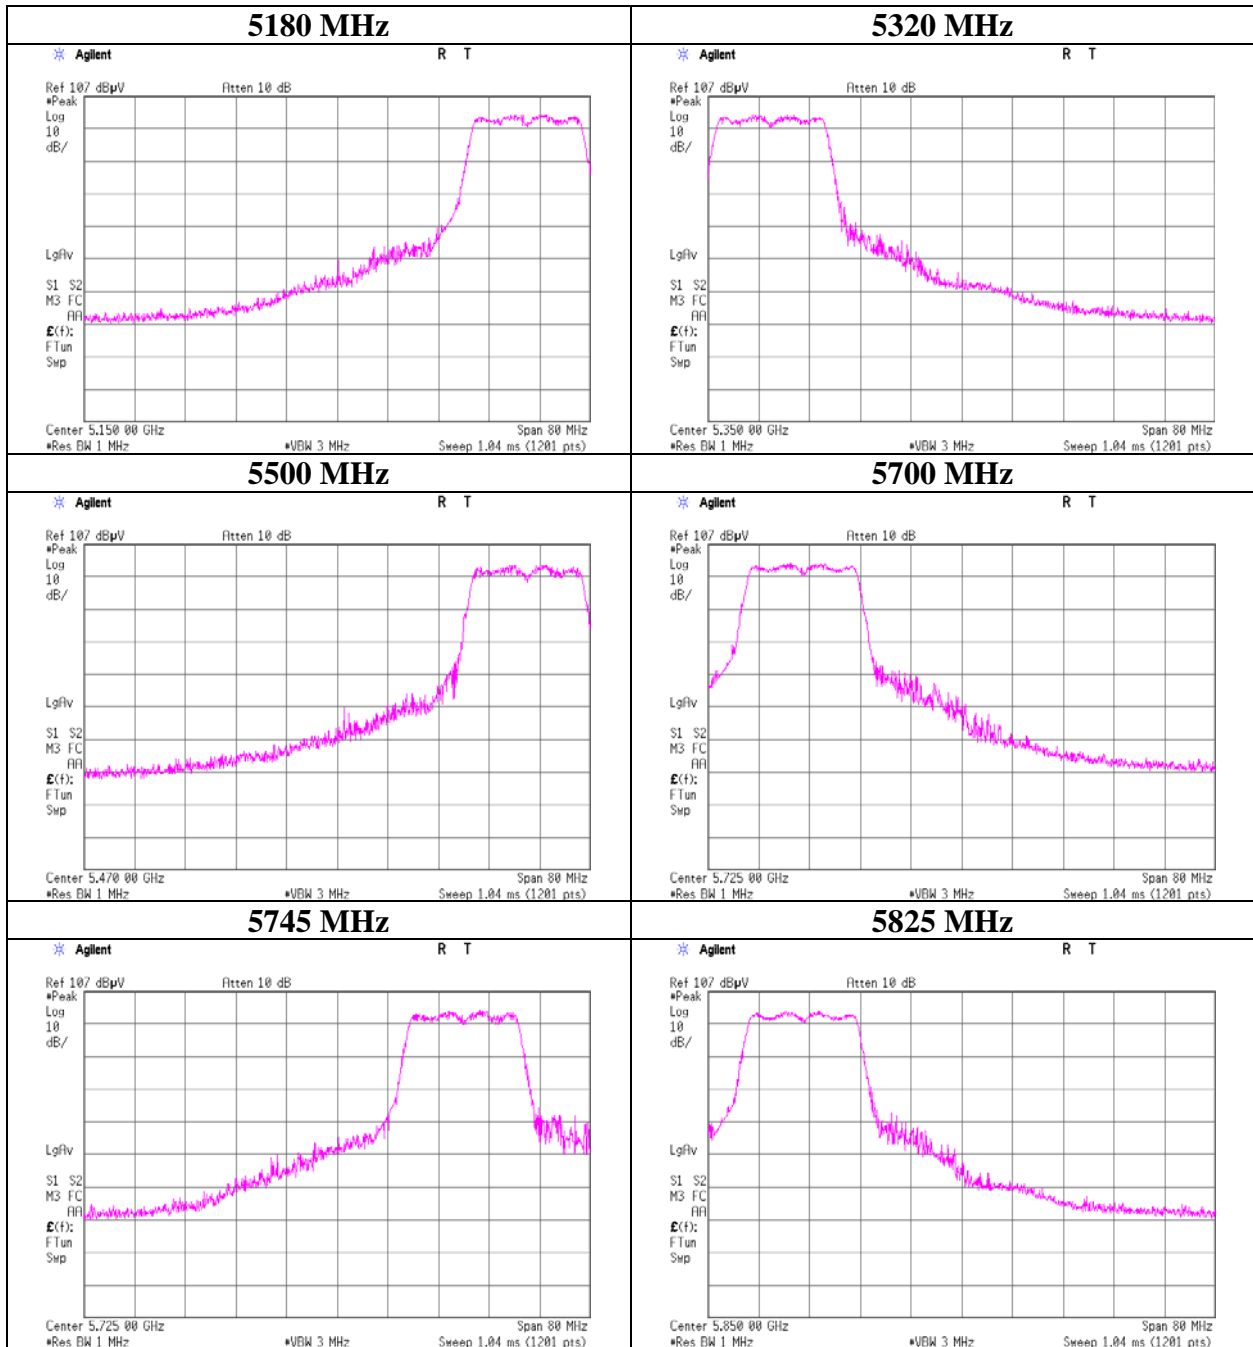 5180 MHz
5320 MHz
Agilent R T
Ref 107 dBµV Atten 10 dB
#Peak
Log
10
dB/
LgAv
S1 S2
M3 FC
AA
£(f):
FTun
Swp
Center 5.150 00 GHz Span 80 MHz
#Res BW 1 MHz #VBW 3 MHz Sweep 1.04 ms (1201 pts)
Agilent R T
Ref 107 dBµV Atten 10 dB
#Peak
Log
10
dB/
LgAv
S1 S2
M3 FC
AA
£(f):
FTun
Swp
Center 5.350 00 GHz Span 80 MHz
#Res BW 1 MHz #VBW 3 MHz Sweep 1.04 ms (1201 pts)
5500 MHz
5700 MHz
Agilent R T
Ref 107 dBµV Atten 10 dB
#Peak
Log
10
dB/
LgAv
S1 S2
M3 FC
AA
£(f):
FTun
Swp
Center 5.470 00 GHz Span 80 MHz
#Res BW 1 MHz #VBW 3 MHz Sweep 1.04 ms (1201 pts)
Agilent R T
Ref 107 dBµV Atten 10 dB
#Peak
Log
10
dB/
LgAv
S1 S2
M3 FC
AA
£(f):
FTun
Swp
Center 5.725 00 GHz Span 80 MHz
#Res BW 1 MHz #VBW 3 MHz Sweep 1.04 ms (1201 pts)
5745 MHz
5825 MHz
Agilent R T
Ref 107 dBµV Atten 10 dB
#Peak
Log
10
dB/
LgAv
S1 S2
M3 FC
AA
£(f):
FTun
Swp
Center 5.725 00 GHz Span 80 MHz
#Res BW 1 MHz #VBW 3 MHz Sweep 1.04 ms (1201 pts)
Agilent R T
Ref 107 dBµV Atten 10 dB
#Peak
Log
10
dB/
LgAv
S1 S2
M3 FC
AA
£(f):
FTun
Swp
Center 5.850 00 GHz Span 80 MHz
#Res BW 1 MHz #VBW 3 MHz Sweep 1.04 ms (1201 pts)